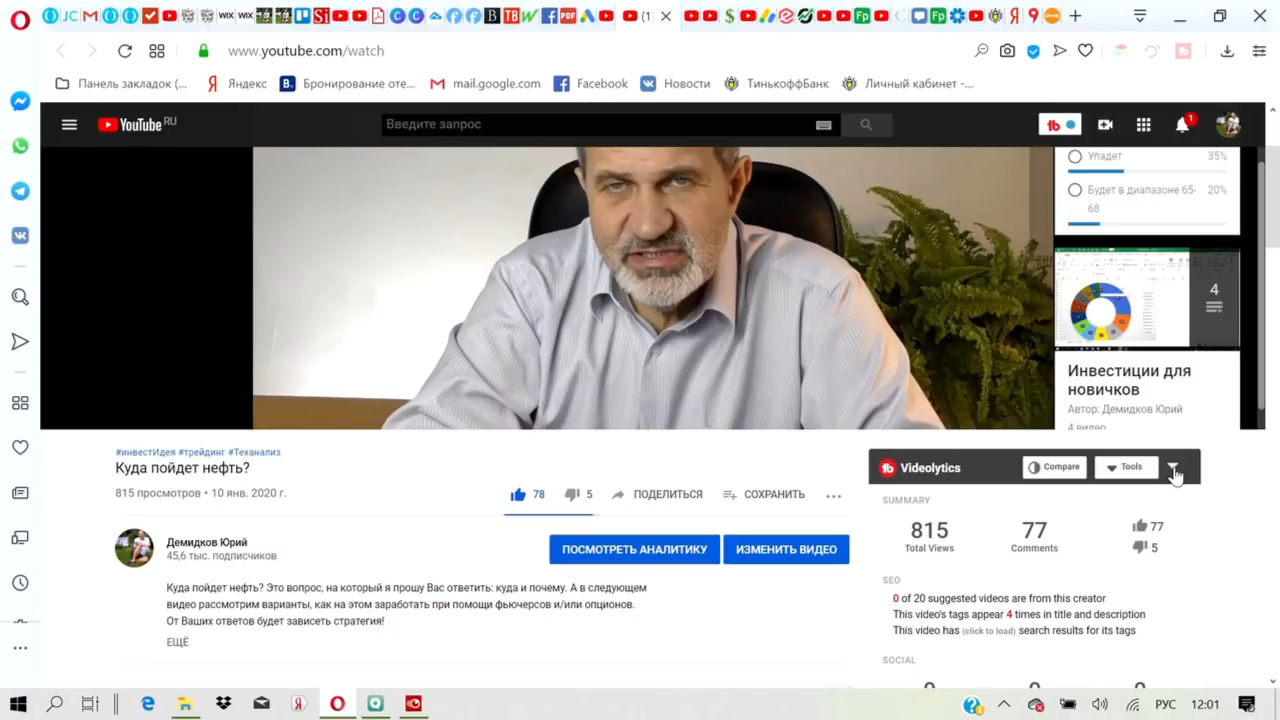 www.youtube.com/watch
Панель закладок (...
Яндекс
Бронирование оте...
mail.google.com
Facebook
Новости
ТинькоффБанк
Личный кабинет -...
YouTube RU
Введите запрос
1
Упадет 35%
Будет в диапазоне 65-68 20%
4
Инвестиции для
новичков
Автор: Демидков Юрий
4 видео
#инвестИдея #трейдинг #Теханализ
Куда пойдет нефть?
815 просмотров • 10 янв. 2020 г.
78
5
ПОДЕЛИТЬСЯ
СОХРАНИТЬ
Демидков Юрий
45,6 тыс. подписчиков
ПОСМОТРЕТЬ АНАЛИТИКУ
ИЗМЕНИТЬ ВИДЕО
Куда пойдет нефть? Это вопрос, на который я прошу Вас ответить: куда и почему. А в следующем
видео рассмотрим варианты, как на этом заработать при помощи фьючерсов и/или опционов.
От Ваших ответов будет зависеть стратегия!
ЕЩЁ
Videolytics
Compare
Tools
SUMMARY
815
Total Views
77
Comments
77
5
SEO
0 of 20 suggested videos are from this creator
This video's tags appear 4 times in title and description
This video has (click to load) search results for its tags
SOCIAL
РУС
12:01